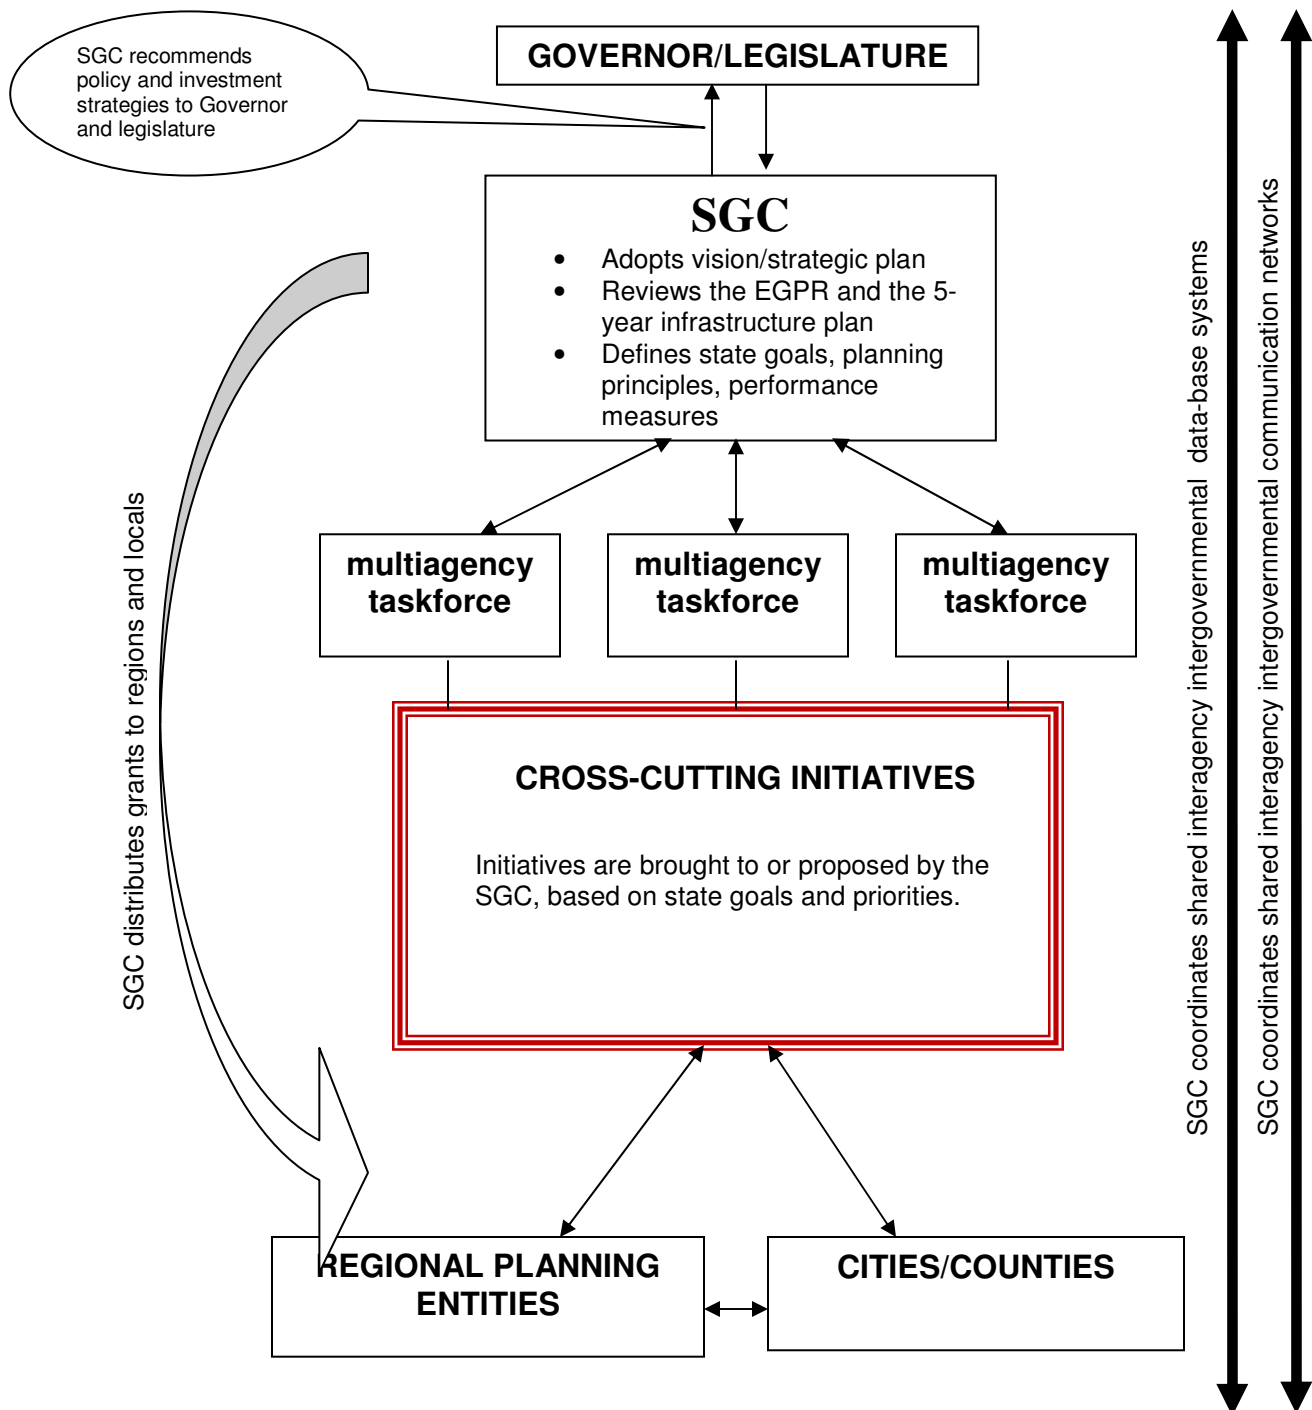 SGC recommends
policy and investment
strategies to Governor
and legislature
GOVERNOR/LEGISLATURE
SGC
• Adopts vision/strategic plan
• Reviews the EGPR and the 5-
year infrastructure plan
• Defines state goals, planning
principles, performance
measures
multiagency
taskforce
multiagency
taskforce
multiagency
taskforce
CROSS-CUTTING INITIATIVES
Initiatives are brought to or proposed by the
SGC, based on state goals and priorities.
REGIONAL PLANNING
ENTITIES
CITIES/COUNTIES
SGC distributes grants to regions and locals
SGC coordinates shared interagency intergovernmental data-base systems
SGC coordinates shared interagency intergovernmental communication networks